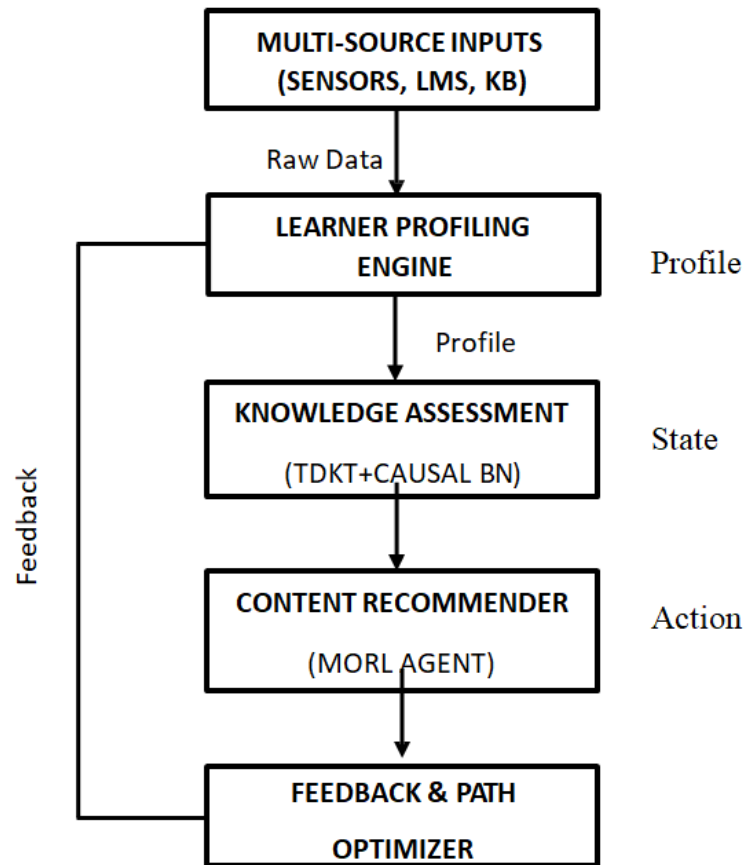 MULTI-SOURCE INPUTS
(SENSORS, LMS, KB)
Raw Data
LEARNER PROFILING
ENGINE
Profile
Profile
KNOWLEDGE ASSESSMENT
(TDKT+CAUSAL BN)
State
Feedback
CONTENT RECOMMENDER
(MORL AGENT)
Action
FEEDBACK & PATH
OPTIMIZER